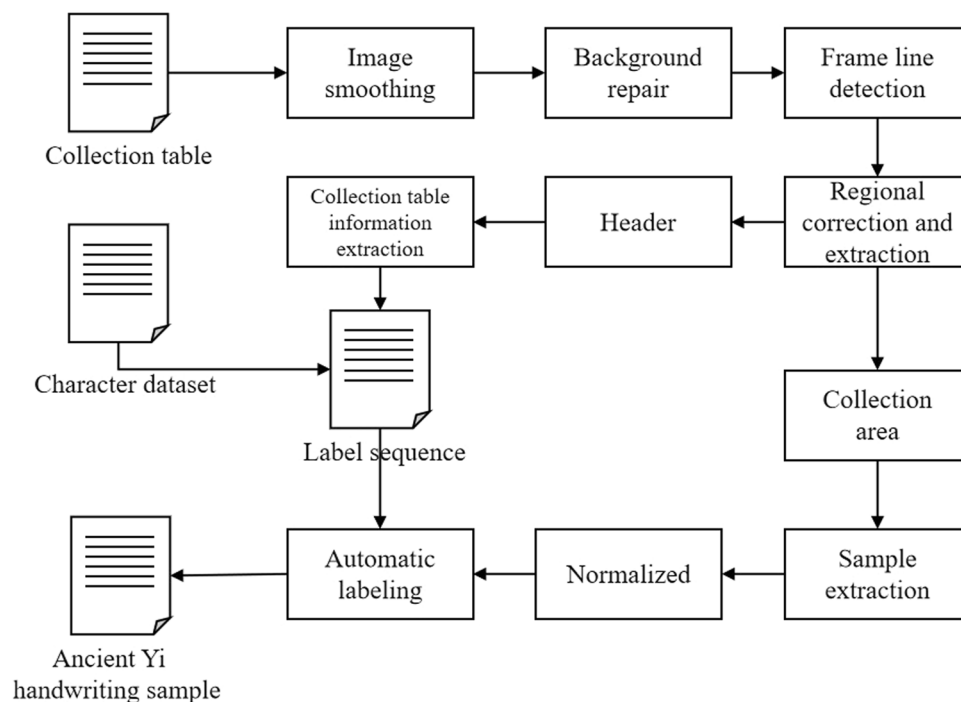 Collection table
Image
smoothing
Background
repair
Frame line
detection
Collection table
information
extraction
Header
Regional
correction and
extraction
Character dataset
Label sequence
Collection
area
Ancient Yi
handwriting sample
Automatic
labeling
Normalized
Sample
extraction